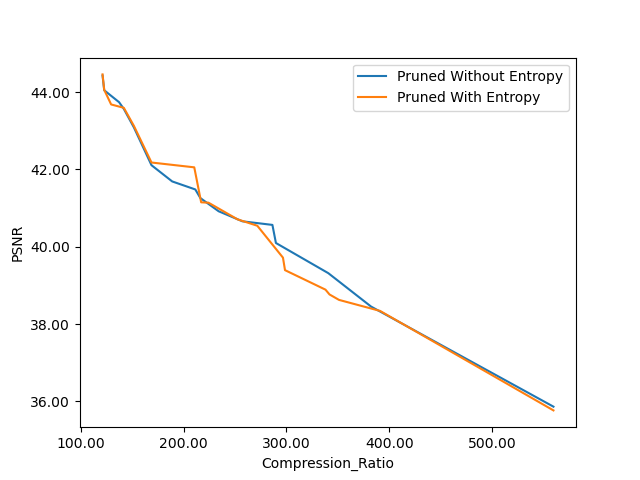 Pruned Without Entropy
Pruned With Entropy
44.00
42.00
40.00
38.00
36.00
PSNR
100.00 200.00 300.00 400.00 500.00
Compression_Ratio